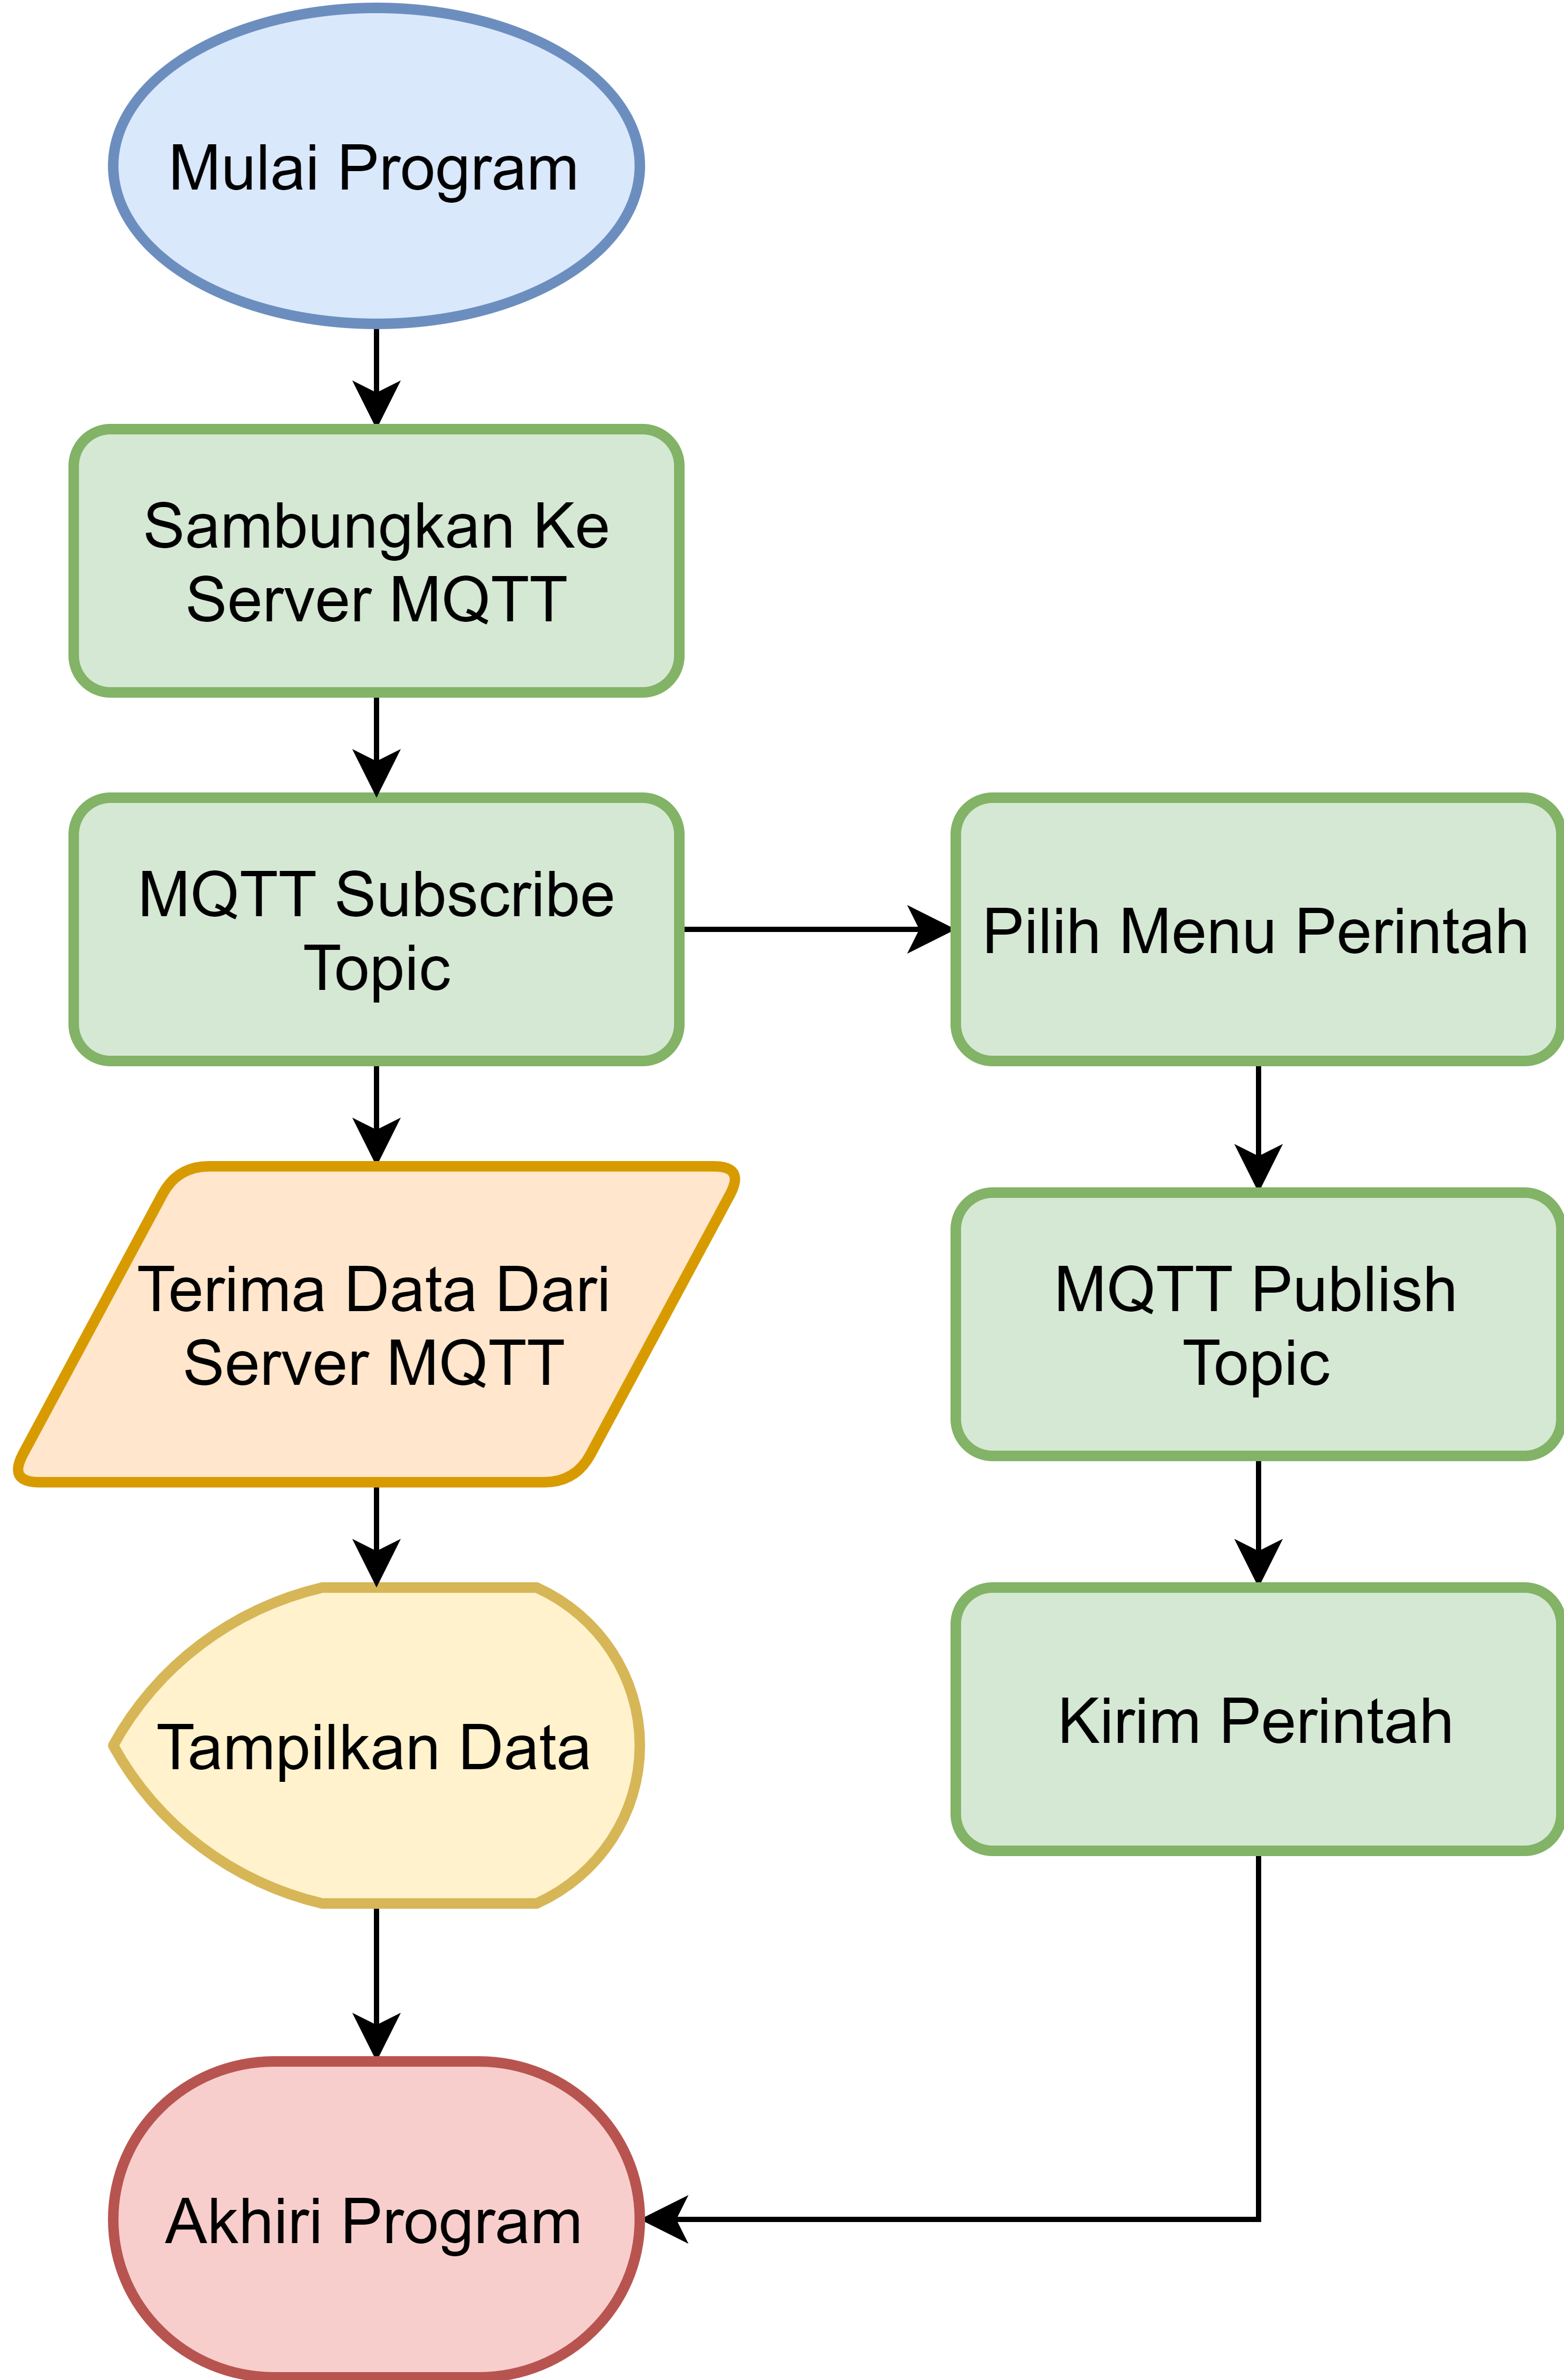 Mulai Program
Sambungkan Ke
Server MQTT
MQTT Subscribe
Topic
Pilih Menu Perintah
Terima Data Dari
Server MQTT
MQTT Publish
Topic
Tampilkan Data
Kirim Perintah
Akhiri Program